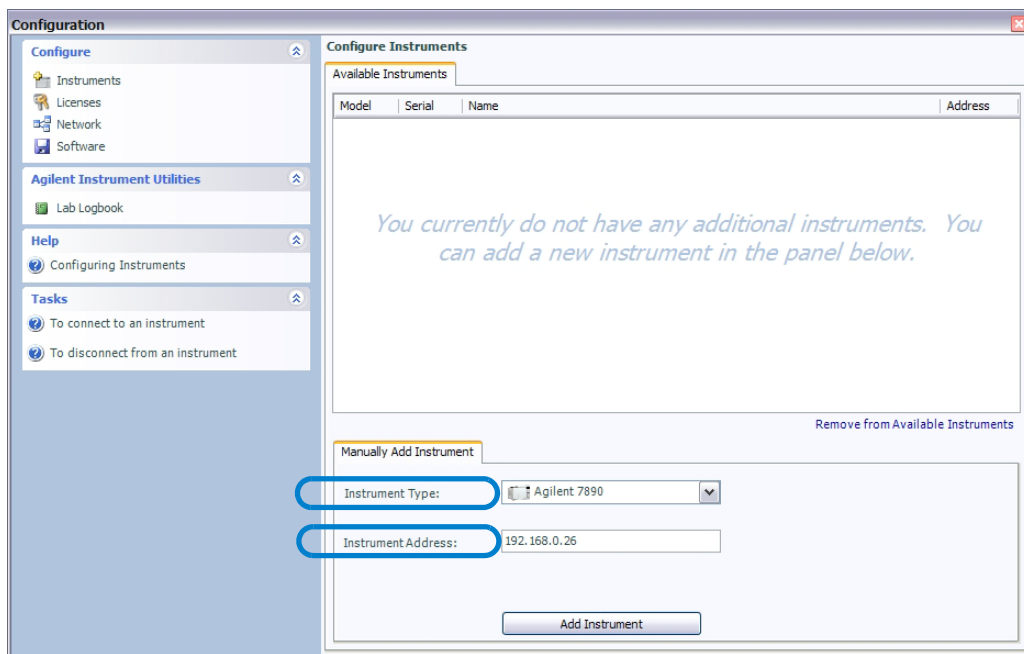 Configuration
Configure
Instruments
Licenses
Network
Software
Agilent Instrument Utilities
Lab Logbook
Help
Configuring Instruments
Tasks
To connect to an instrument
To disconnect from an instrument
Configure Instruments
Available Instruments
Model Serial Name Address
You currently do not have any additional instruments. You
can add a new instrument in the panel below.
Remove from Available Instruments
Manually Add Instrument
Instrument Type: Agilent 7890
Instrument Address: 192.168.0.26
Add Instrument